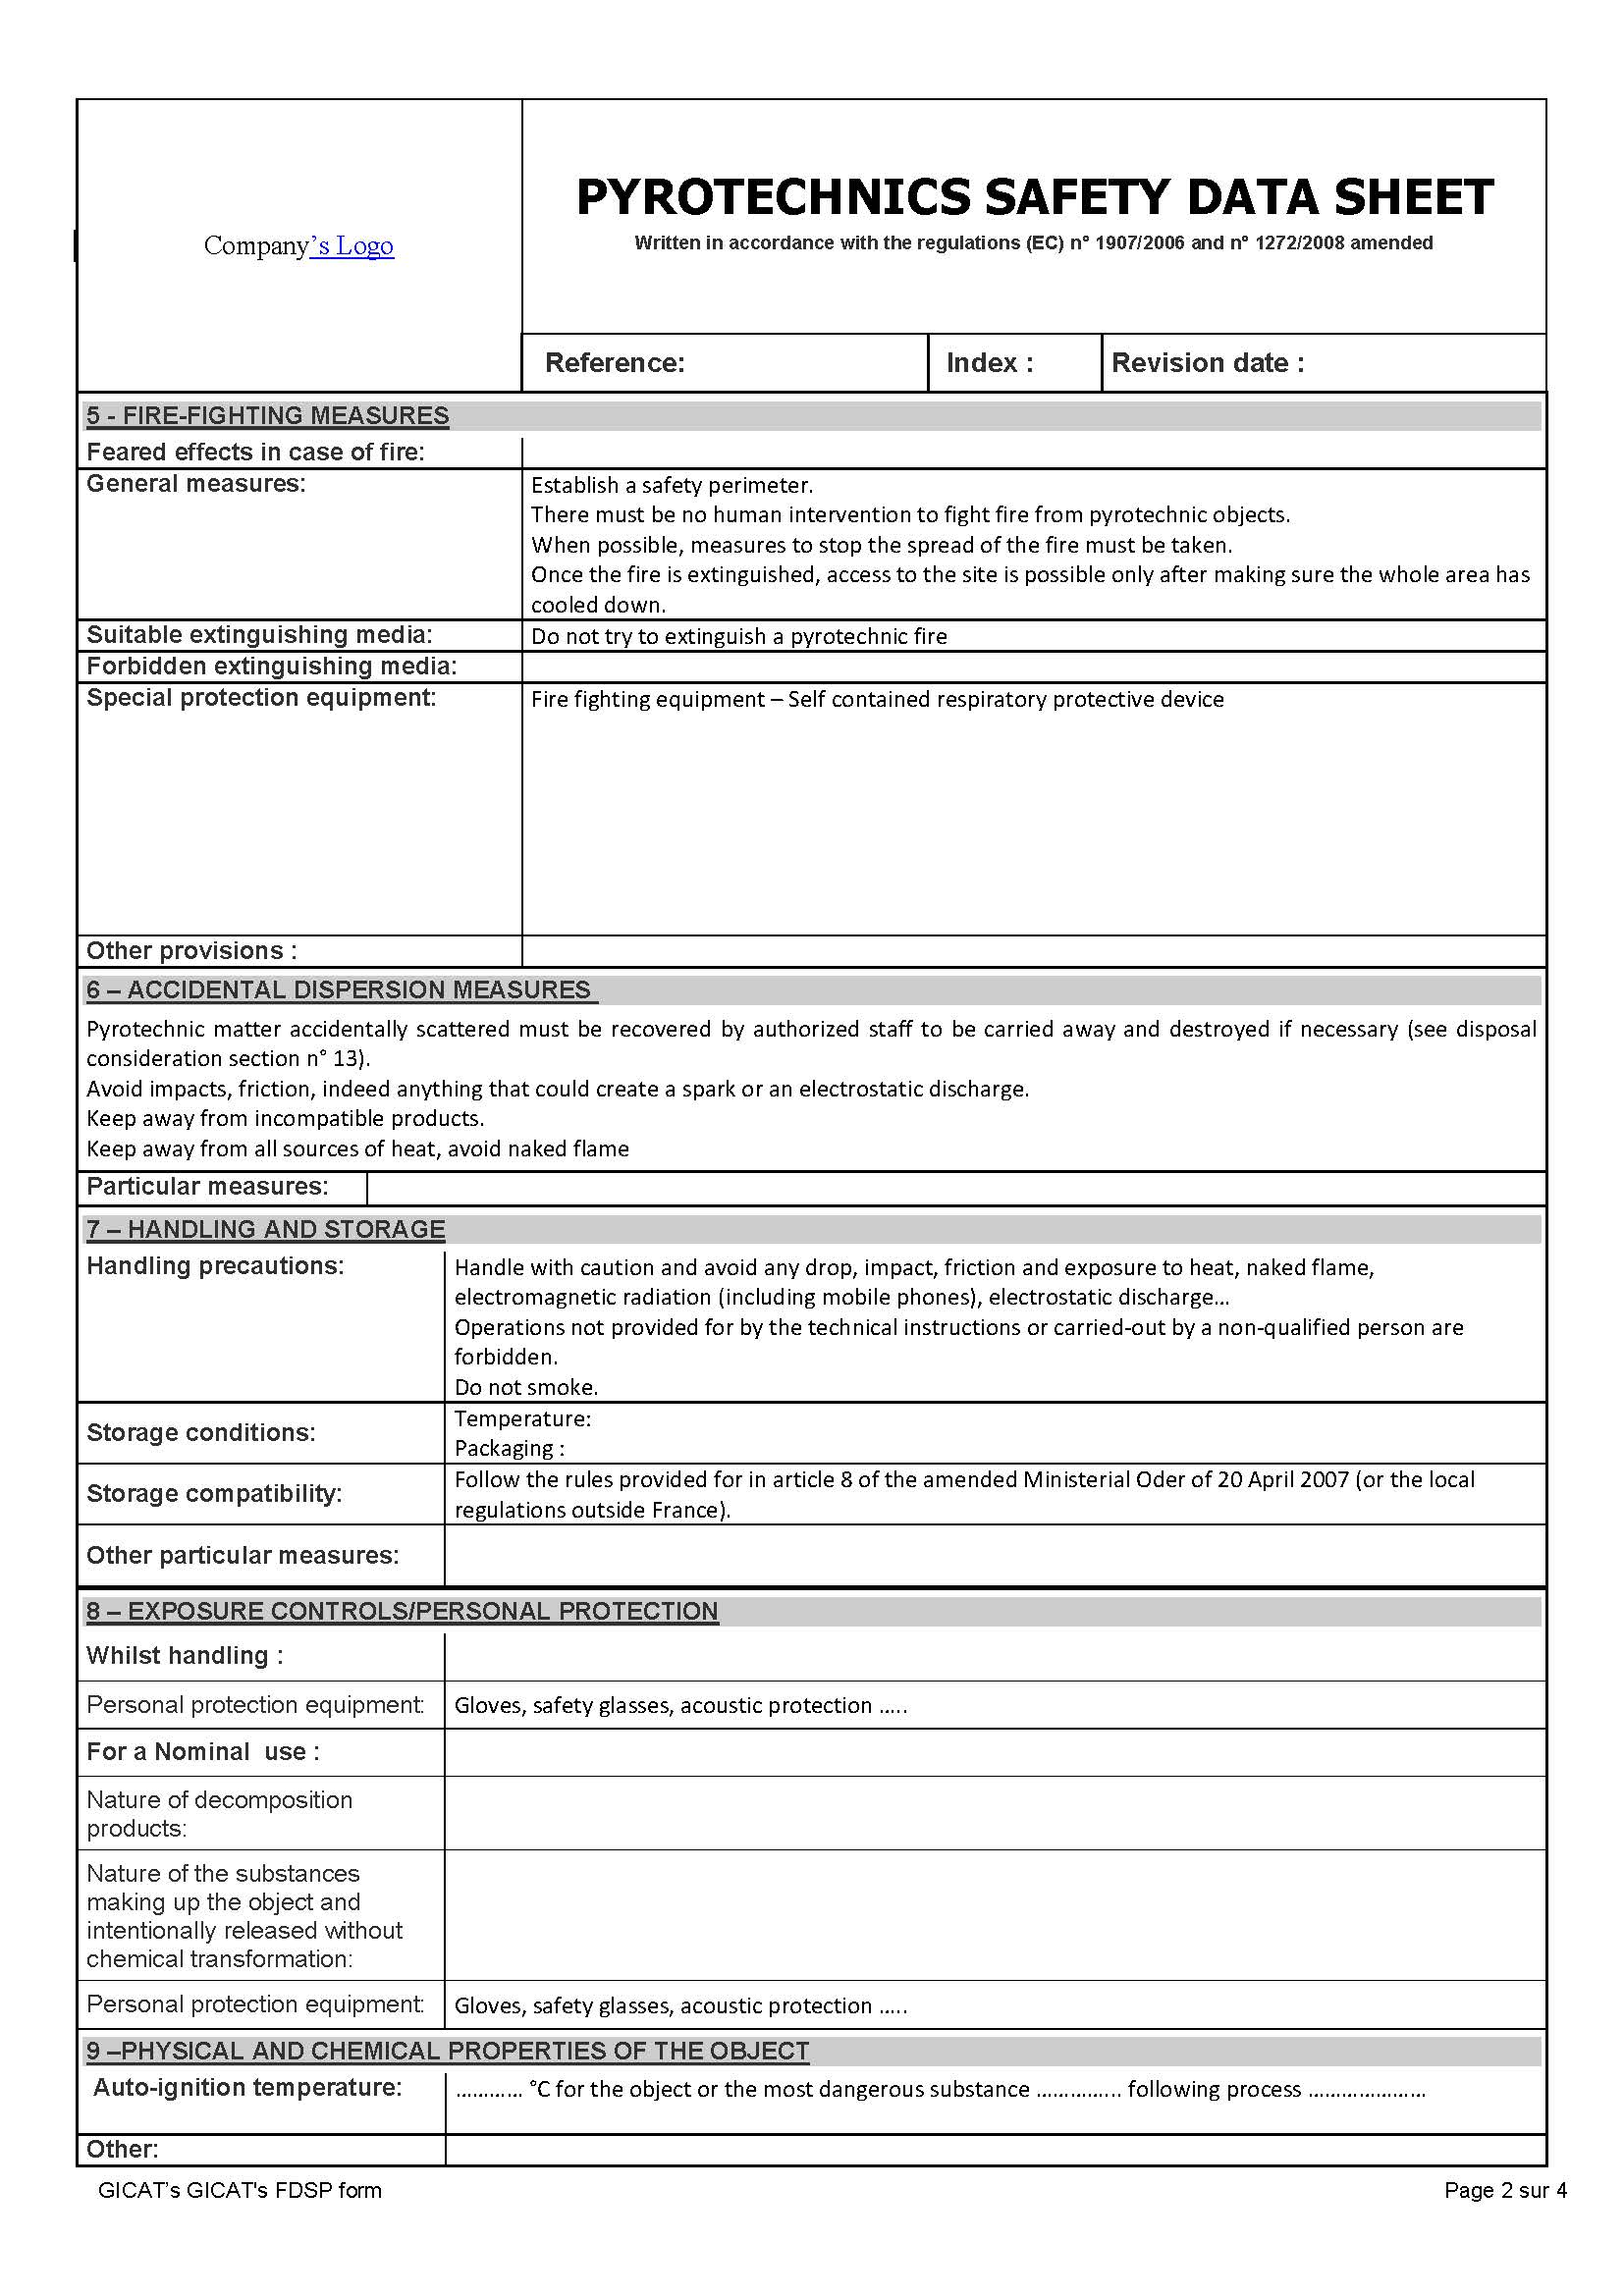 Company's Logo
PYROTECHNICS SAFETY DATA SHEET
Written in accordance with the regulations (EC) n° 1907/2006 and n° 1272/2008 amended
Reference:
Index :
Revision date :
5 - FIRE-FIGHTING MEASURES
Feared effects in case of fire:
General measures:
Establish a safety perimeter.
There must be no human intervention to fight fire from pyrotechnic objects.
When possible, measures to stop the spread of the fire must be taken.
Once the fire is extinguished, access to the site is possible only after making sure the whole area has
cooled down.
Suitable extinguishing media:
Do not try to extinguish a pyrotechnic fire
Forbidden extinguishing media:
Special protection equipment:
Fire fighting equipment – Self contained respiratory protective device
Other provisions :
6 – ACCIDENTAL DISPERSION MEASURES
Pyrotechnic matter accidentally scattered must be recovered by authorized staff to be carried away and destroyed if necessary (see disposal
consideration section n° 13).
Avoid impacts, friction, indeed anything that could create a spark or an electrostatic discharge.
Keep away from incompatible products.
Keep away from all sources of heat, avoid naked flame
Particular measures:
7 – HANDLING AND STORAGE
Handling precautions:
Handle with caution and avoid any drop, impact, friction and exposure to heat, naked flame,
electromagnetic radiation (including mobile phones), electrostatic discharge…
Operations not provided for by the technical instructions or carried-out by a non-qualified person are
forbidden.
Do not smoke.
Storage conditions:
Temperature:
Packaging :
Storage compatibility:
Follow the rules provided for in article 8 of the amended Ministerial Oder of 20 April 2007 (or the local
regulations outside France).
Other particular measures:
8 – EXPOSURE CONTROLS/PERSONAL PROTECTION
Whilst handling :
Personal protection equipment:
Gloves, safety glasses, acoustic protection …..
For a Nominal  use :
Nature of decomposition
products:
Nature of the substances
making up the object and
intentionally released without
chemical transformation:
Personal protection equipment:
Gloves, safety glasses, acoustic protection …..
9 –PHYSICAL AND CHEMICAL PROPERTIES OF THE OBJECT
Auto-ignition temperature:
………… °C for the object or the most dangerous substance ………….. following process …………………
Other:
GICAT's GICAT's FDSP form
Page 2 sur 4